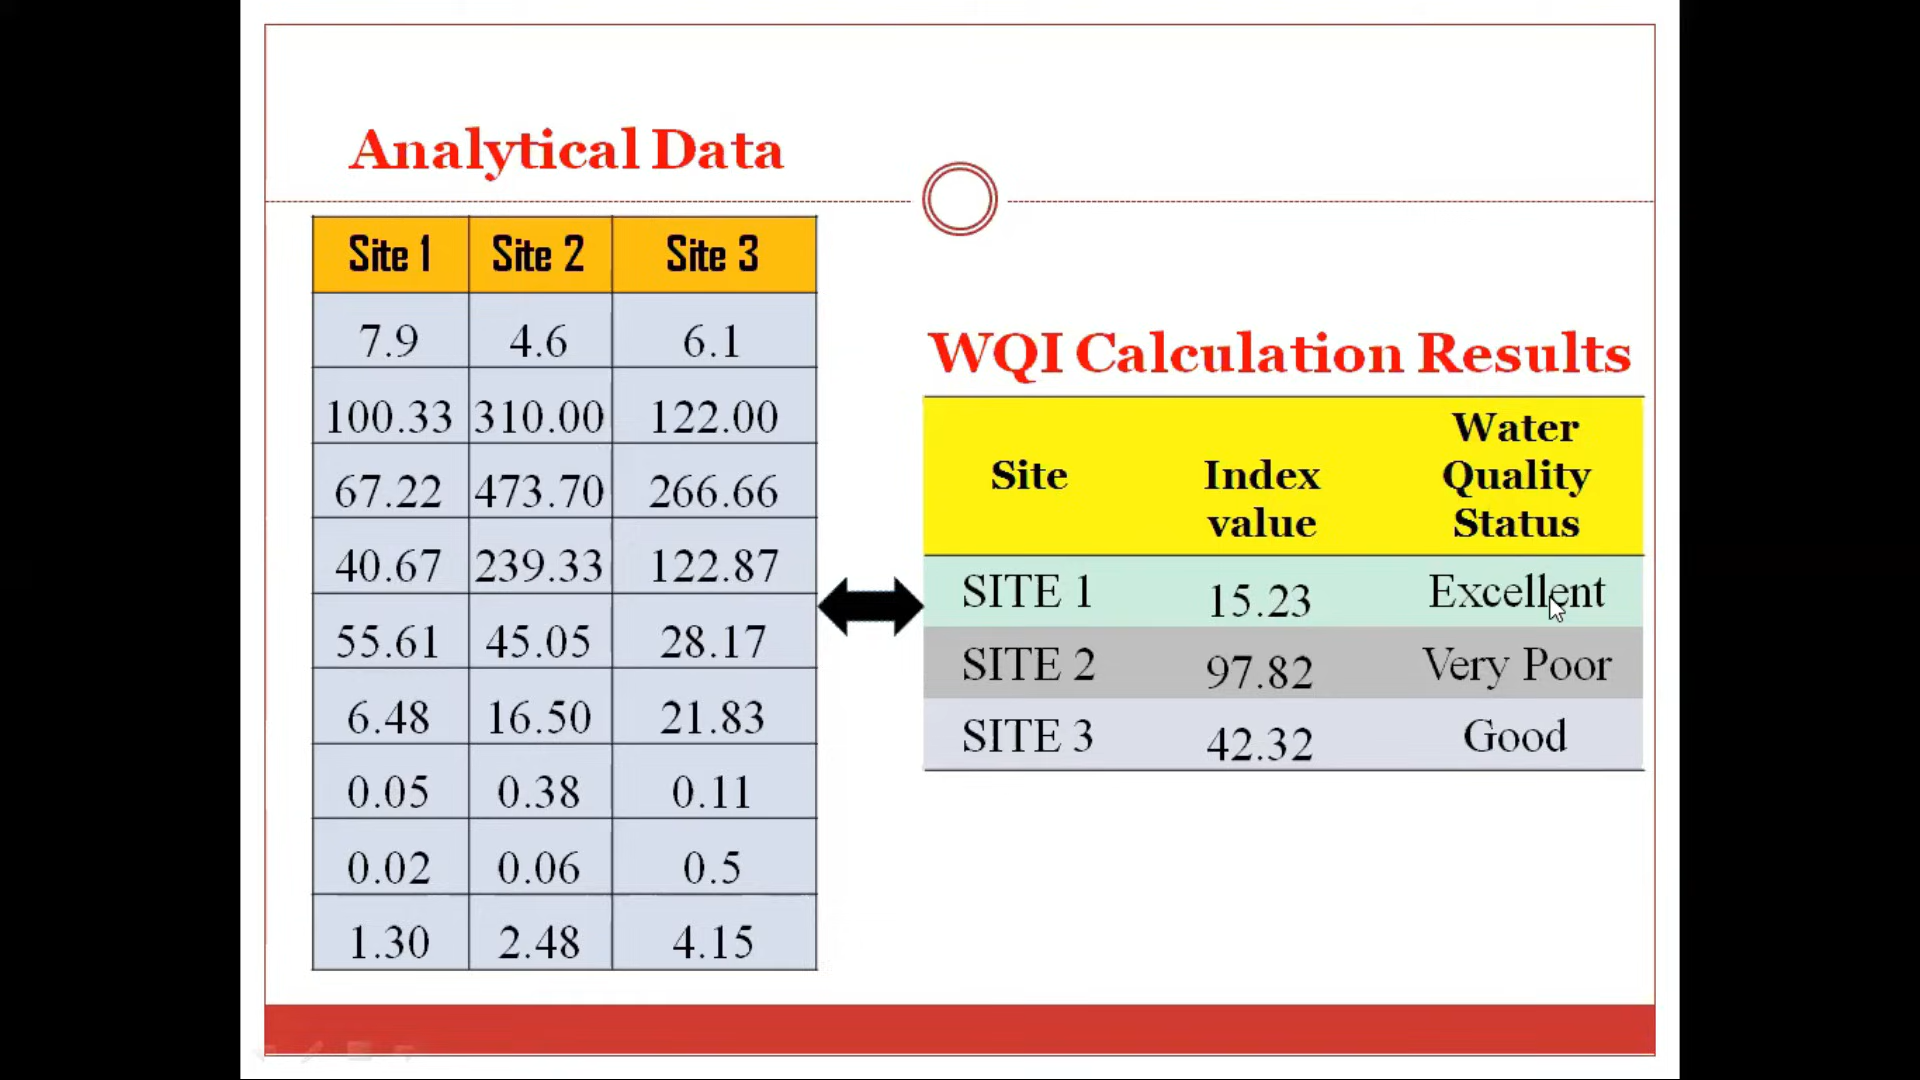 Analytical Data
Site 1 Site 2 Site 3
7.9 4.6 6.1
100.33 310.00 122.00
67.22 473.70 266.66
40.67 239.33 122.87
55.61 45.05 28.17
6.48 16.50 21.83
0.05 0.38 0.11
0.02 0.06 0.5
1.30 2.48 4.15
WQI Calculation Results
Site Index value Water Quality Status
SITE 1 15.23 Excellent
SITE 2 97.82 Very Poor
SITE 3 42.32 Good